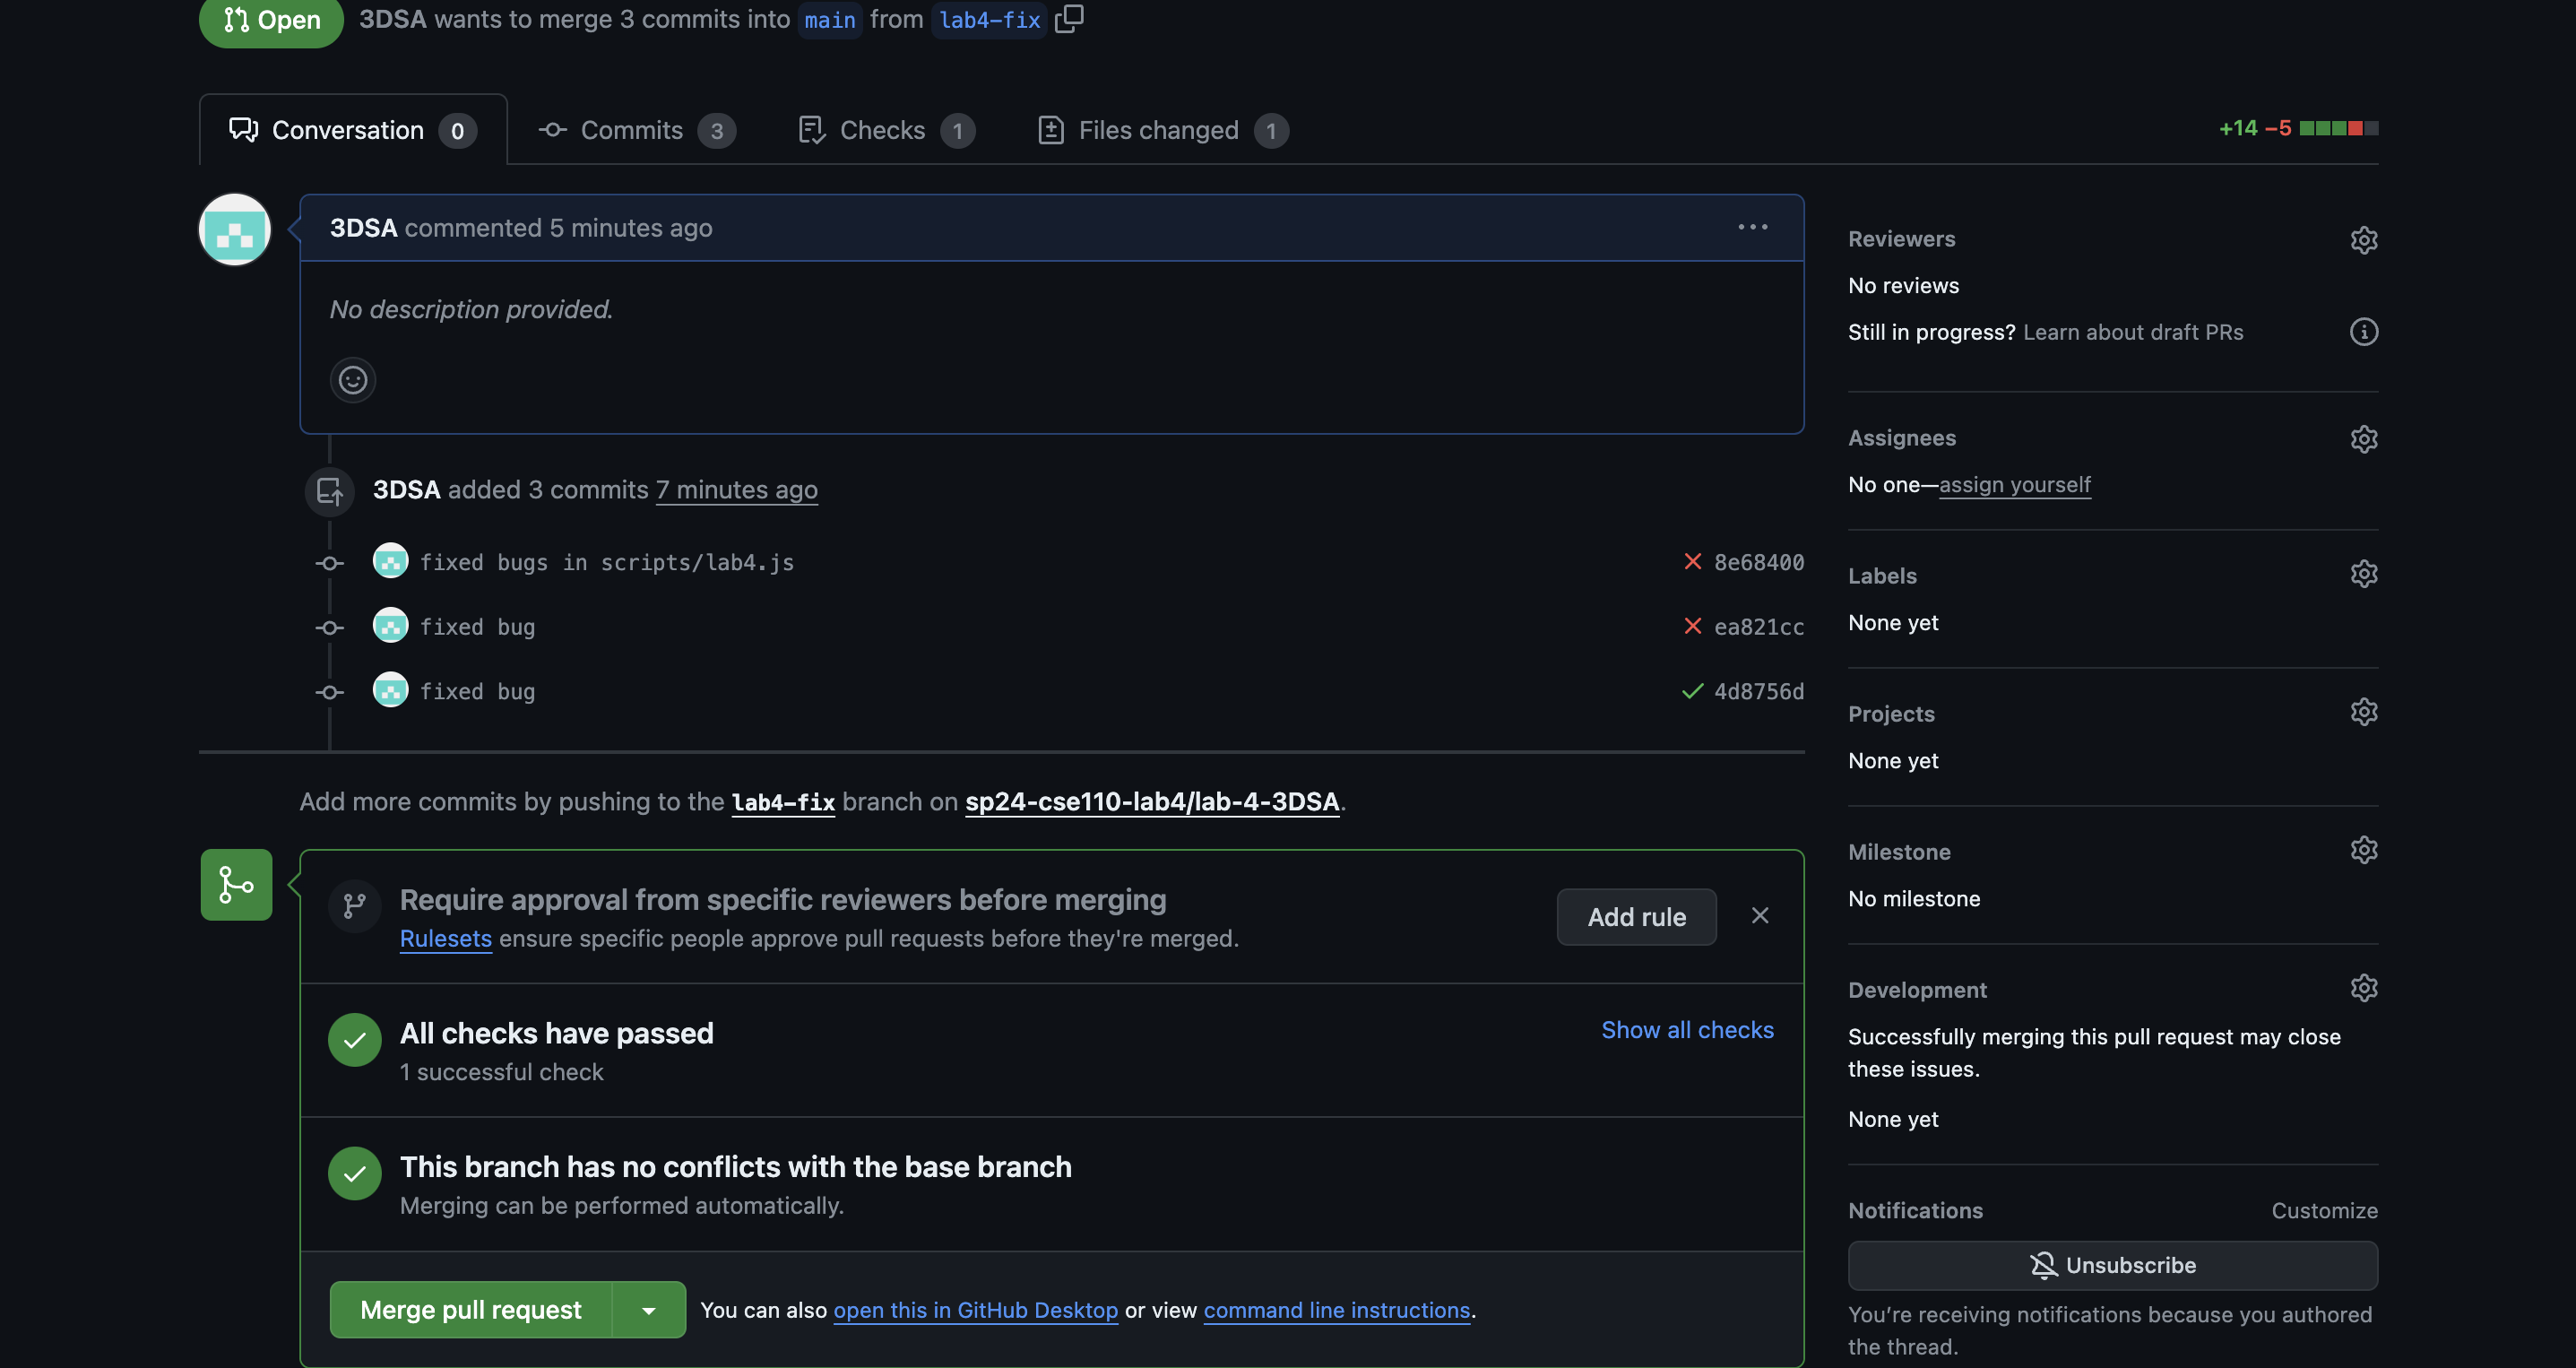 Open 3DSA wants to merge 3 commits into main from lab4-fix
Conversation 0 Commits 3 Checks 1 Files changed 1 +14 −5
3DSA commented 5 minutes ago
No description provided.
3DSA added 3 commits 7 minutes ago
fixed bugs in scripts/lab4.js 8e68400
fixed bug ea821cc
fixed bug 4d8756d
Add more commits by pushing to the lab4-fix branch on sp24-cse110-lab4/lab-4-3DSA.
Require approval from specific reviewers before merging
Rulesets ensure specific people approve pull requests before they're merged.
Add rule
All checks have passed
1 successful check
Show all checks
This branch has no conflicts with the base branch
Merging can be performed automatically.
Merge pull request You can also open this in GitHub Desktop or view command line instructions.
Reviewers
No reviews
Still in progress? Learn about draft PRs
Assignees
No one—assign yourself
Labels
None yet
Projects
None yet
Milestone
No milestone
Development
Successfully merging this pull request may close
these issues.
None yet
Notifications Customize
Unsubscribe
You're receiving notifications because you authored
the thread.